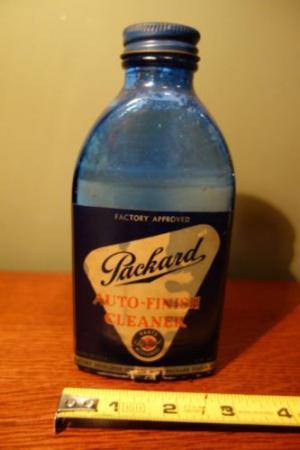 FACTORY APPROVED
Packard
AUTO-FINISH
CLEANER
1 2 3 4